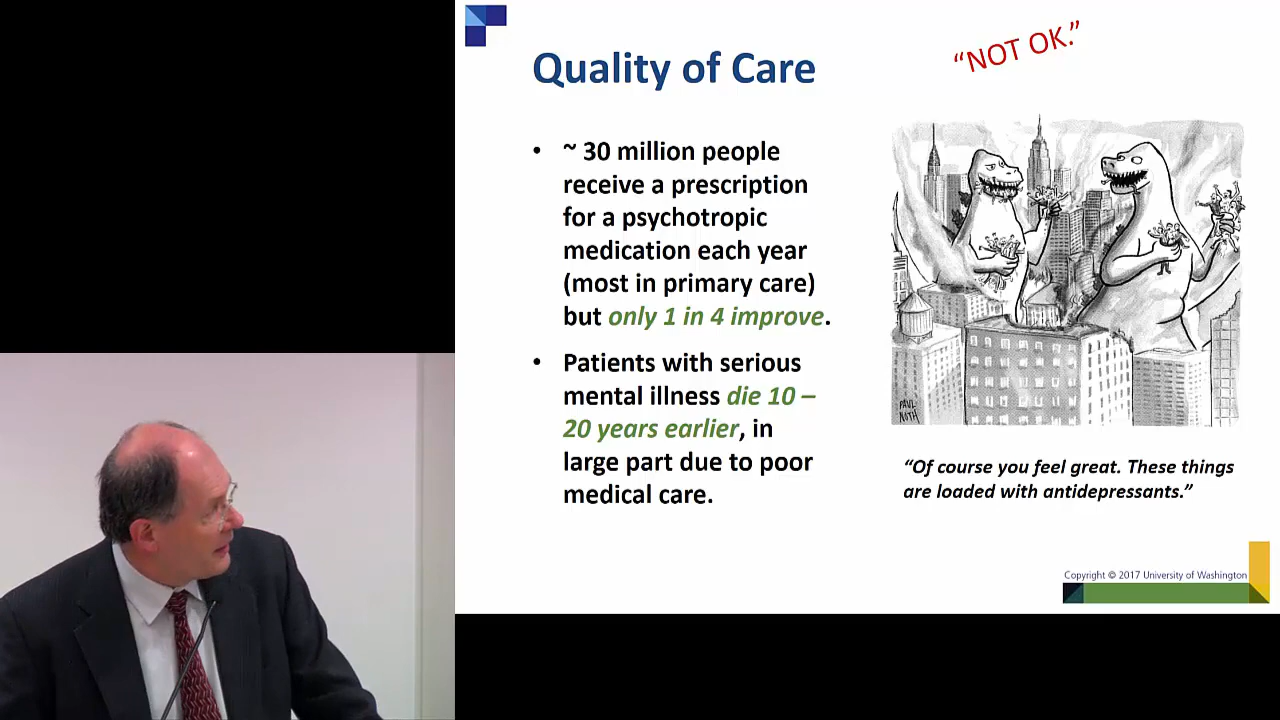 Quality of Care
“NOT OK.”
• ~ 30 million people
receive a prescription
for a psychotropic
medication each year
(most in primary care)
but only 1 in 4 improve.
• Patients with serious
mental illness die 10 –
20 years earlier, in
large part due to poor
medical care.
PAUL
NOTH
“Of course you feel great. These things
are loaded with antidepressants.”
Copyright © 2017 University of Washington